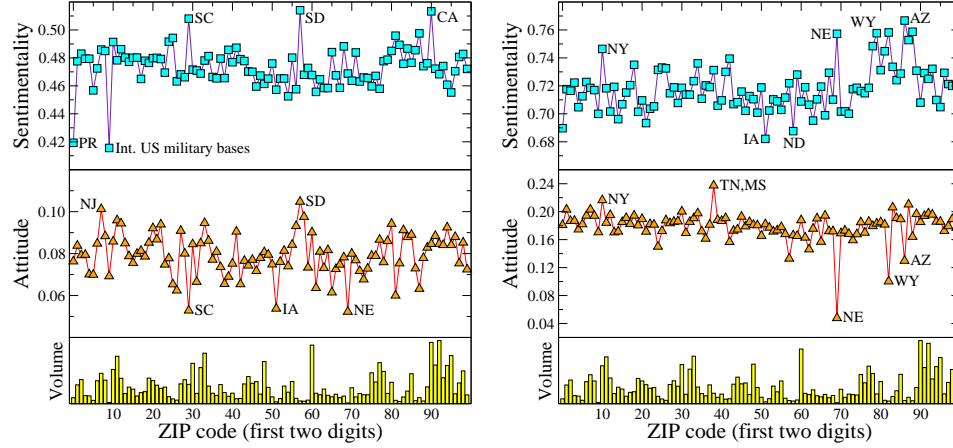 Sentimentality
0.50
0.48
0.46
0.44
0.42
SC
SD
CA
PR
Int. US military bases
Attitude
0.10
0.08
0.06
NJ
SD
SC
IA
NE
Volume
10 20 30 40 50 60 70 80 90
ZIP code (first two digits)
Sentimentality
0.76
0.74
0.72
0.70
0.68
NY
NE
WY
AZ
IA
ND
Attitude
0.24
0.20
0.16
0.12
0.08
0.04
NY
TN,MS
AZ
WY
NE
Volume
10 20 30 40 50 60 70 80 90
ZIP code (first two digits)